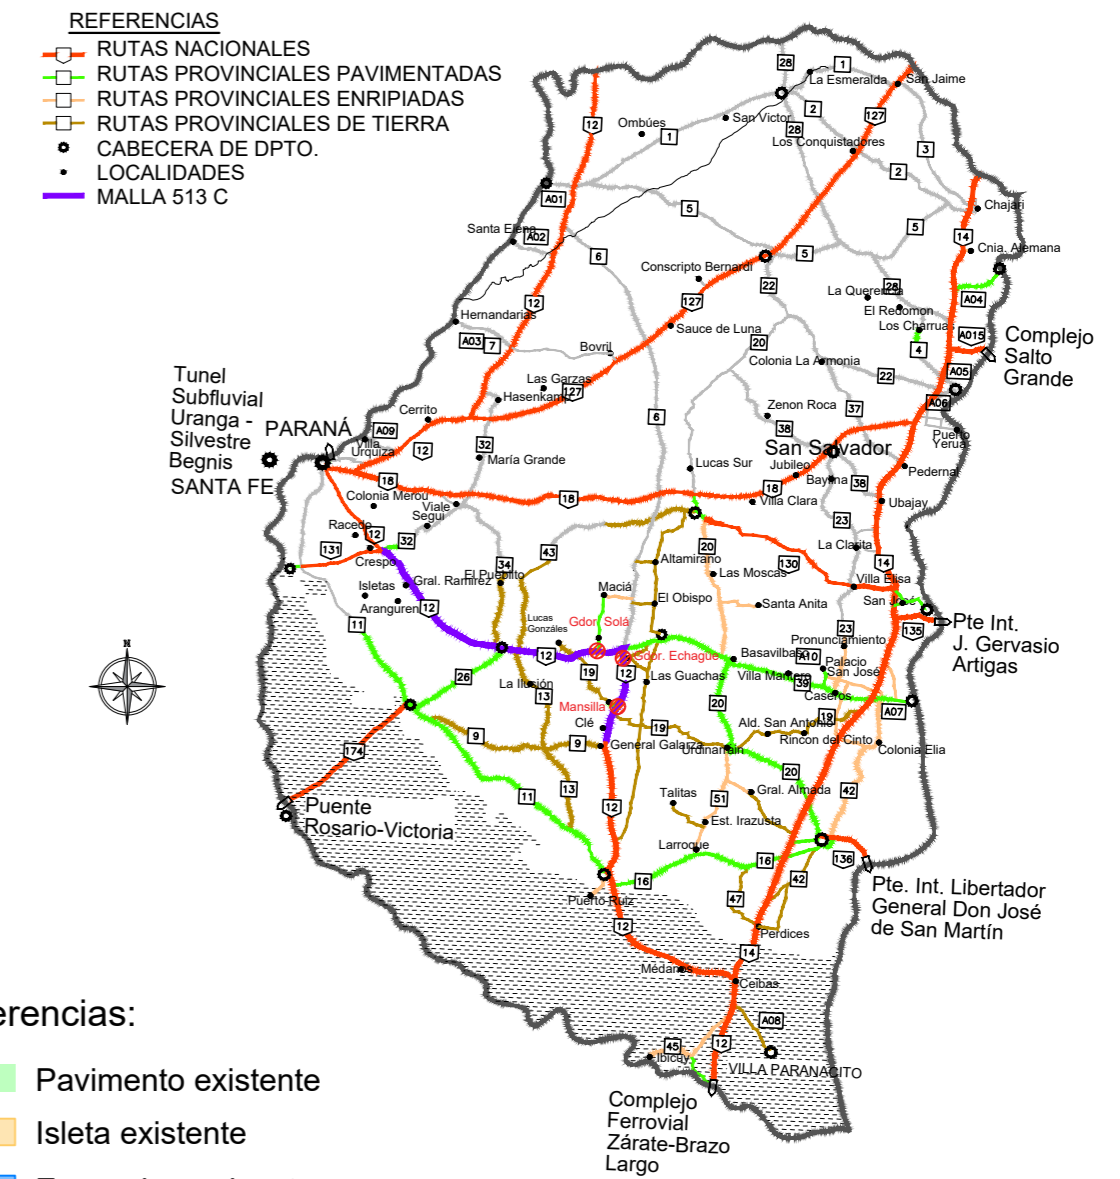 REFERENCIAS
RUTAS NACIONALES
RUTAS PROVINCIALES PAVIMENTADAS
RUTAS PROVINCIALES ENRIPIADAS
RUTAS PROVINCIALES DE TIERRA
CABECERA DE DPTO.
LOCALIDADES
MALLA 513 C
28
1
La Esmeralda
San Jaime
12
Ombúes
1
San Victor
2
28
127
Los Conquistadores
3
2
A01
5
Chajarí
Santa Elena
A02
6
5
5
14
Cnia. Alemana
Conscripto Bernardi
22
28
La Querencia
A04
12
127
El Redomon
Hernandarias
Sauce de Luna
Los Charruas
A015
Complejo
Salto
Grande
A03
7
Bovril
20
4
Colonia La Armonia
Tunel
Subfluvial
Uranga -
Silvestre
Begnis
SANTA FE
PARANÁ
Las Garzas
127
22
A05
Hasenkamp
Cerrito
6
Zenon Roca
37
A06
A09
Villa
Urquiza
12
32
38
Puerto
Yerua
San Salvador
María Grande
Lucas Sur
Jubileo
Pedernal
18
18
18
38
Colonia Merou
Villa Clara
Ubajay
Viale
Segui
23
Racedo
12
32
43
20
La Clarita
131
Crespo
34
Altamirano
130
14
El Pueblito
Las Moscas
Villa Elisa
Isletas
Gral. Ramirez
Maciá
El Obispo
Santa Anita
San José
Aranguren
12
11
Lucas
Gonzáles
Gdor. Solá
23
135
Pte Int.
J. Gervasio
Artigas
Pronunciamiento
12
Gdor. Echagüe
Basavilbaso
A10
Palacio
San José
26
La Ilusión
19
12
Las Guachas
Villa Mantero
39
13
Mansilla
20
Caseros
A07
Clé
19
Ald. San Antonio
19
9
9
General Galarza
Urdinarrain
Rincon del Cinto
Colonia Elia
174
11
13
20
Talitas
51
Gral. Almada
42
Puente
Rosario-Victoria
12
Est. Irazusta
Larroque
16
136
16
42
Pte. Int. Libertador
General Don José
de San Martín
Puerto Ruiz
47
12
Perdices
14
Médanos
Ceibas
A08
45
12
Ibicuy
VILLA PARANACITO
Complejo
Ferrovial
Zárate-Brazo
Largo
N
erencias:
Pavimento existente
Isleta existente